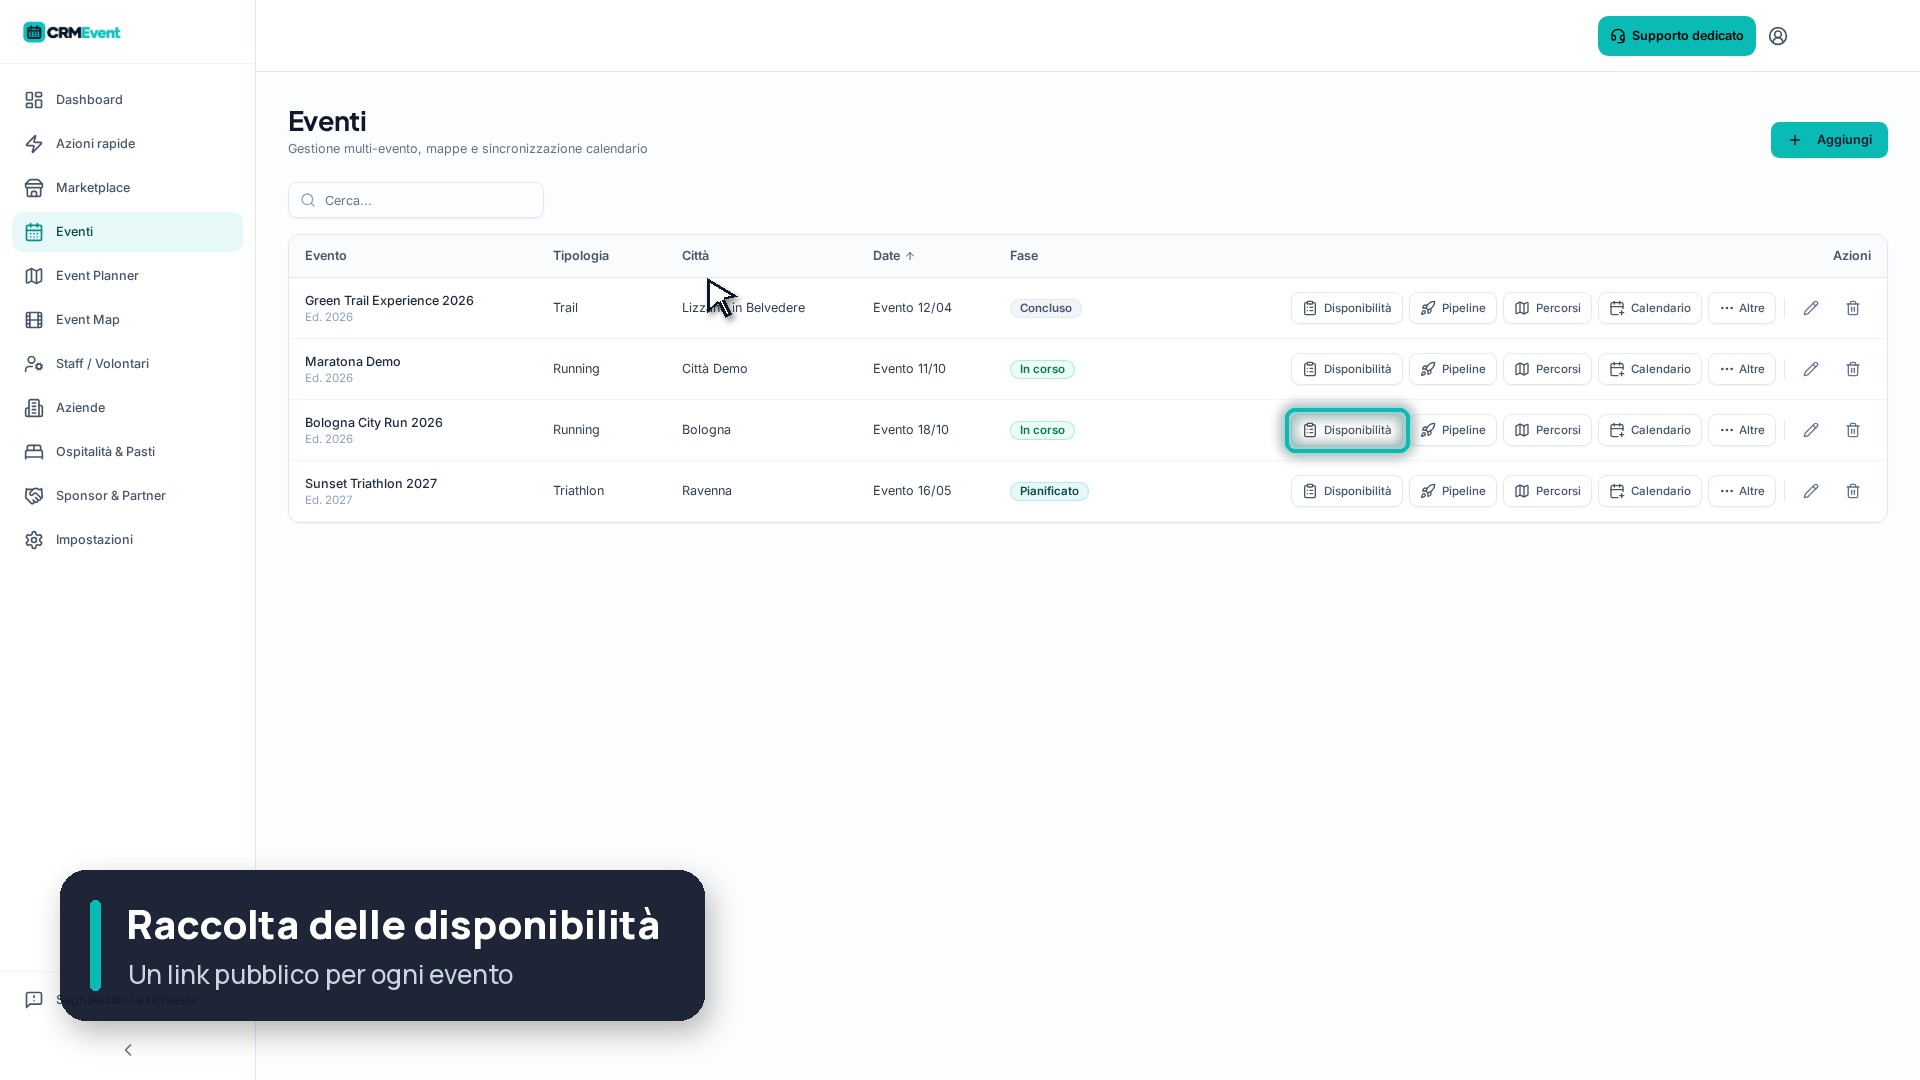 CRMEvent
Supporto dedicato
Dashboard
Azioni rapide
Marketplace
Eventi
Event Planner
Event Map
Staff / Volontari
Aziende
Ospitalità & Pasti
Sponsor & Partner
Impostazioni
Eventi
Gestione multi-evento, mappe e sincronizzazione calendario
Aggiungi
Cerca...
Evento Tipologia Città Date Fase Azioni
Green Trail Experience 2026
Ed. 2026
Trail in Belvedere Evento 12/04 Concluso Disponibilità Pipeline Percorsi Calendario Altre
Maratona Demo
Ed. 2026
Running Città Demo Evento 11/10 In corso Disponibilità Pipeline Percorsi Calendario Altre
Bologna City Run 2026
Ed. 2026
Running Bologna Evento 18/10 In corso Disponibilità Pipeline Percorsi Calendario Altre
Sunset Triathlon 2027
Ed. 2027
Triathlon Ravenna Evento 16/05 Pianificato Disponibilità Pipeline Percorsi Calendario Altre
Raccolta delle disponibilità
Un link pubblico per ogni evento
Segnalazioni e richieste